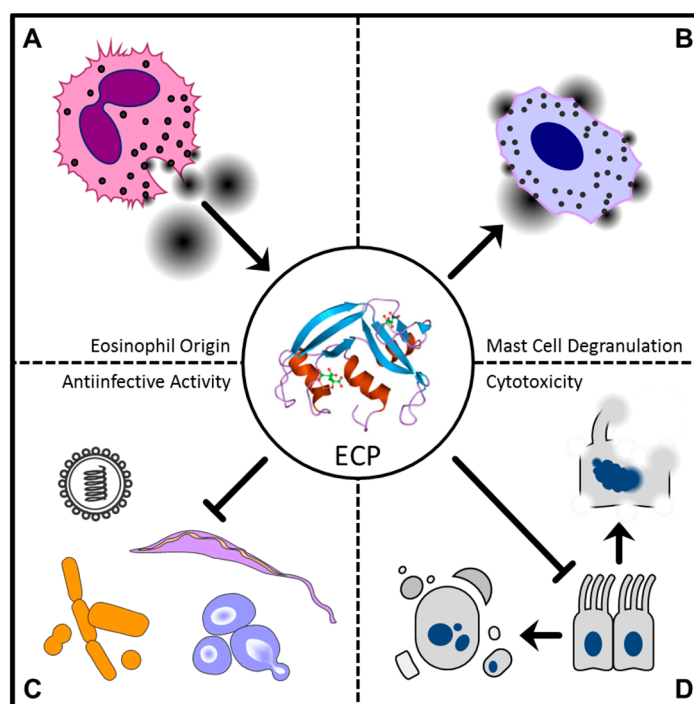 A
B
Eosinophil Origin
Mast Cell Degranulation
Antiinfective Activity
Cytotoxicity
ECP
C
D